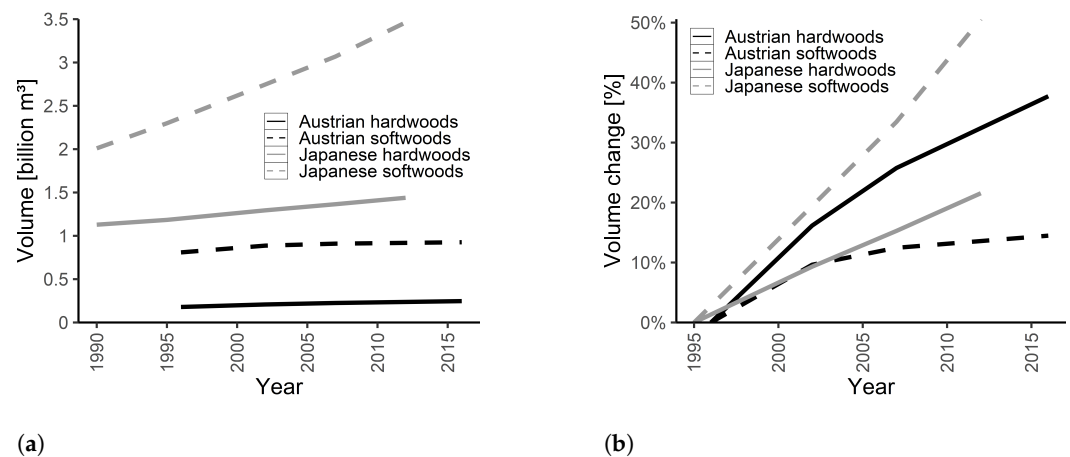 3.5
3
2.5
2
1.5
1
0.5
0
Volume [billion m³]
Austrian hardwoods
Austrian softwoods
Japanese hardwoods
Japanese softwoods
1990
1995
2000
2005
2010
2015
Year
(a)
50%
40%
30%
20%
10%
0%
Volume change [%]
Austrian hardwoods
Austrian softwoods
Japanese hardwoods
Japanese softwoods
1995
2000
2005
2010
2015
Year
(b)